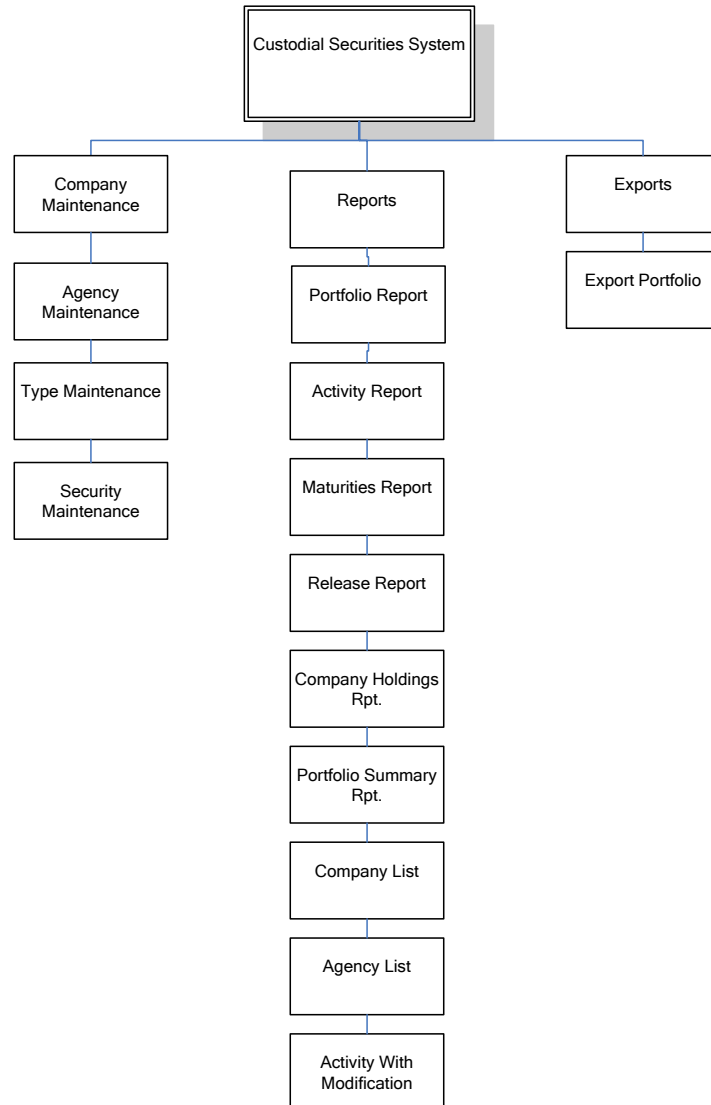 Custodial Securities System
Company
Maintenance
Agency
Maintenance
Type Maintenance
Security
Maintenance
Reports
Portfolio Report
Activity Report
Maturities Report
Release Report
Company Holdings
Rpt.
Portfolio Summary
Rpt.
Company List
Agency List
Activity With
Modification
Exports
Export Portfolio